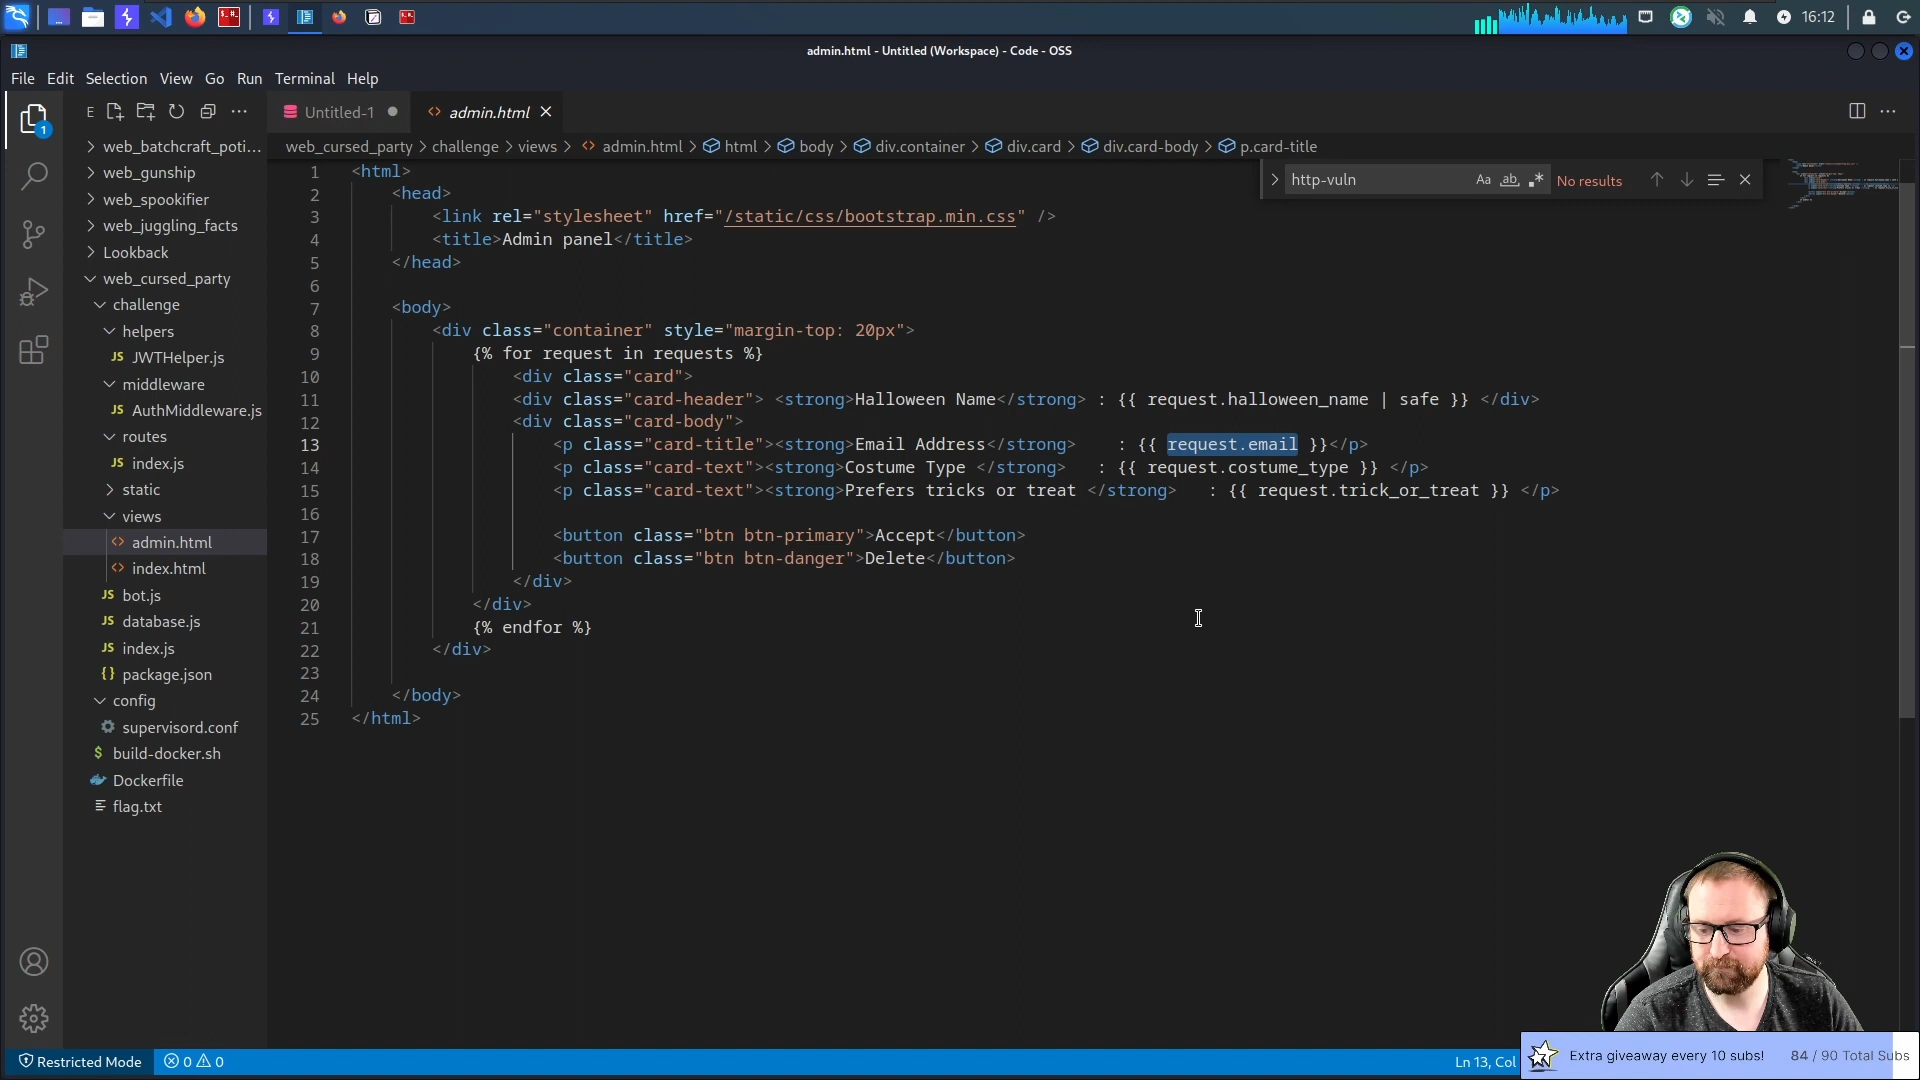 16:12
admin.html - Untitled (Workspace) - Code - OSS
File Edit Selection View Go Run Terminal Help
E
Untitled-1
admin.html
1
web_batchcraft_poti...
web_gunship
web_spookifier
web_juggling_facts
Lookback
web_cursed_party
challenge
helpers
JS JWTHelper.js
middleware
JS AuthMiddleware.js
routes
JS index.js
static
views
admin.html
index.html
JS bot.js
JS database.js
JS index.js
{} package.json
config
supervisord.conf
$ build-docker.sh
Dockerfile
flag.txt
web_cursed_party > challenge > views > admin.html > html > body > div.container > div.card > div.card-body > p.card-title
http-vuln Aa ab .* No results
1 <html>
2 <head>
3 <link rel="stylesheet" href="/static/css/bootstrap.min.css" />
4 <title>Admin panel</title>
5 </head>
6
7 <body>
8 <div class="container" style="margin-top: 20px">
9 {% for request in requests %}
10 <div class="card">
11 <div class="card-header"> <strong>Halloween Name</strong> : {{ request.halloween_name | safe }} </div>
12 <div class="card-body">
13 <p class="card-title"><strong>Email Address</strong> : {{ request.email }}</p>
14 <p class="card-text"><strong>Costume Type </strong> : {{ request.costume_type }} </p>
15 <p class="card-text"><strong>Prefers tricks or treat </strong> : {{ request.trick_or_treat }} </p>
16
17 <button class="btn btn-primary">Accept</button>
18 <button class="btn btn-danger">Delete</button>
19 </div>
20 </div>
21 {% endfor %}
22 </div>
23
24 </body>
25 </html>
Restricted Mode 0 0 Ln 13, Col
Extra giveaway every 10 subs! 84 / 90 Total Subs